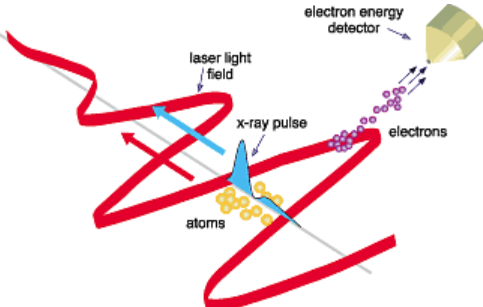 electron energy
detector
laser light
field
x-ray pulse
electrons
atoms